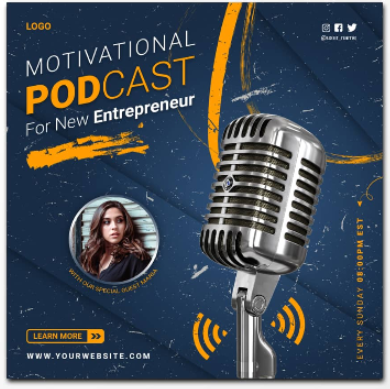 LOGO
MOTIVATIONAL
PODCAST
For New Entrepreneur
WITH OUR SPECIAL GUEST MARIA
EVERY SUNDAY 08:00PM EST
LEARN MORE
WWW.YOURWEBSITE.COM